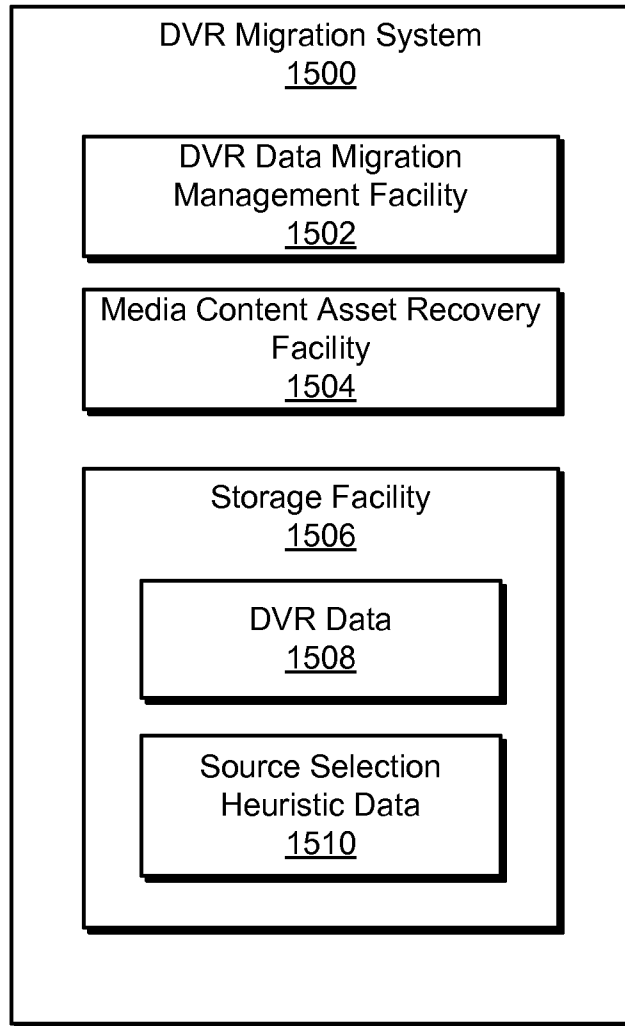 DVR Migration System
1500
DVR Data Migration
Management Facility
1502
Media Content Asset Recovery
Facility
1504
Storage Facility
1506
DVR Data
1508
Source Selection
Heuristic Data
1510